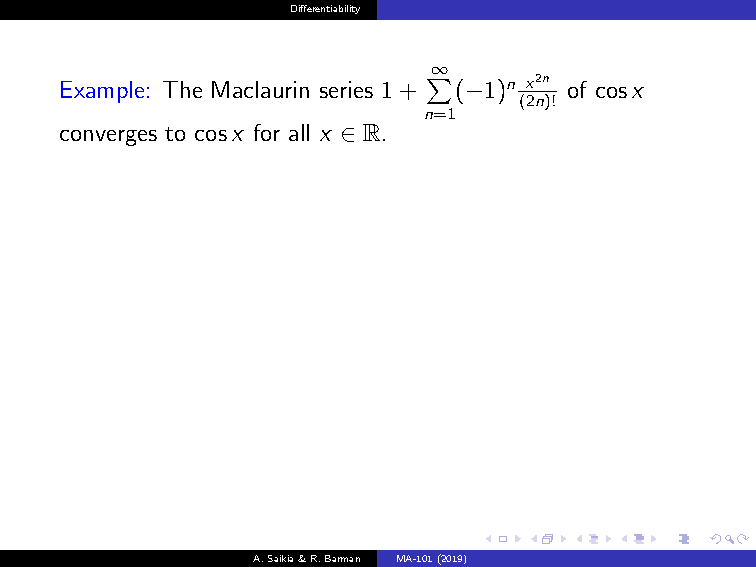 Differentiability
Example: The Maclaurin series 1 + ∞∑n=1 (−1)ⁿ x²ⁿ/(2n)! of cos x
converges to cos x for all x ∈ ℝ.
A. Saikia & R. Barman MA-101 (2019)